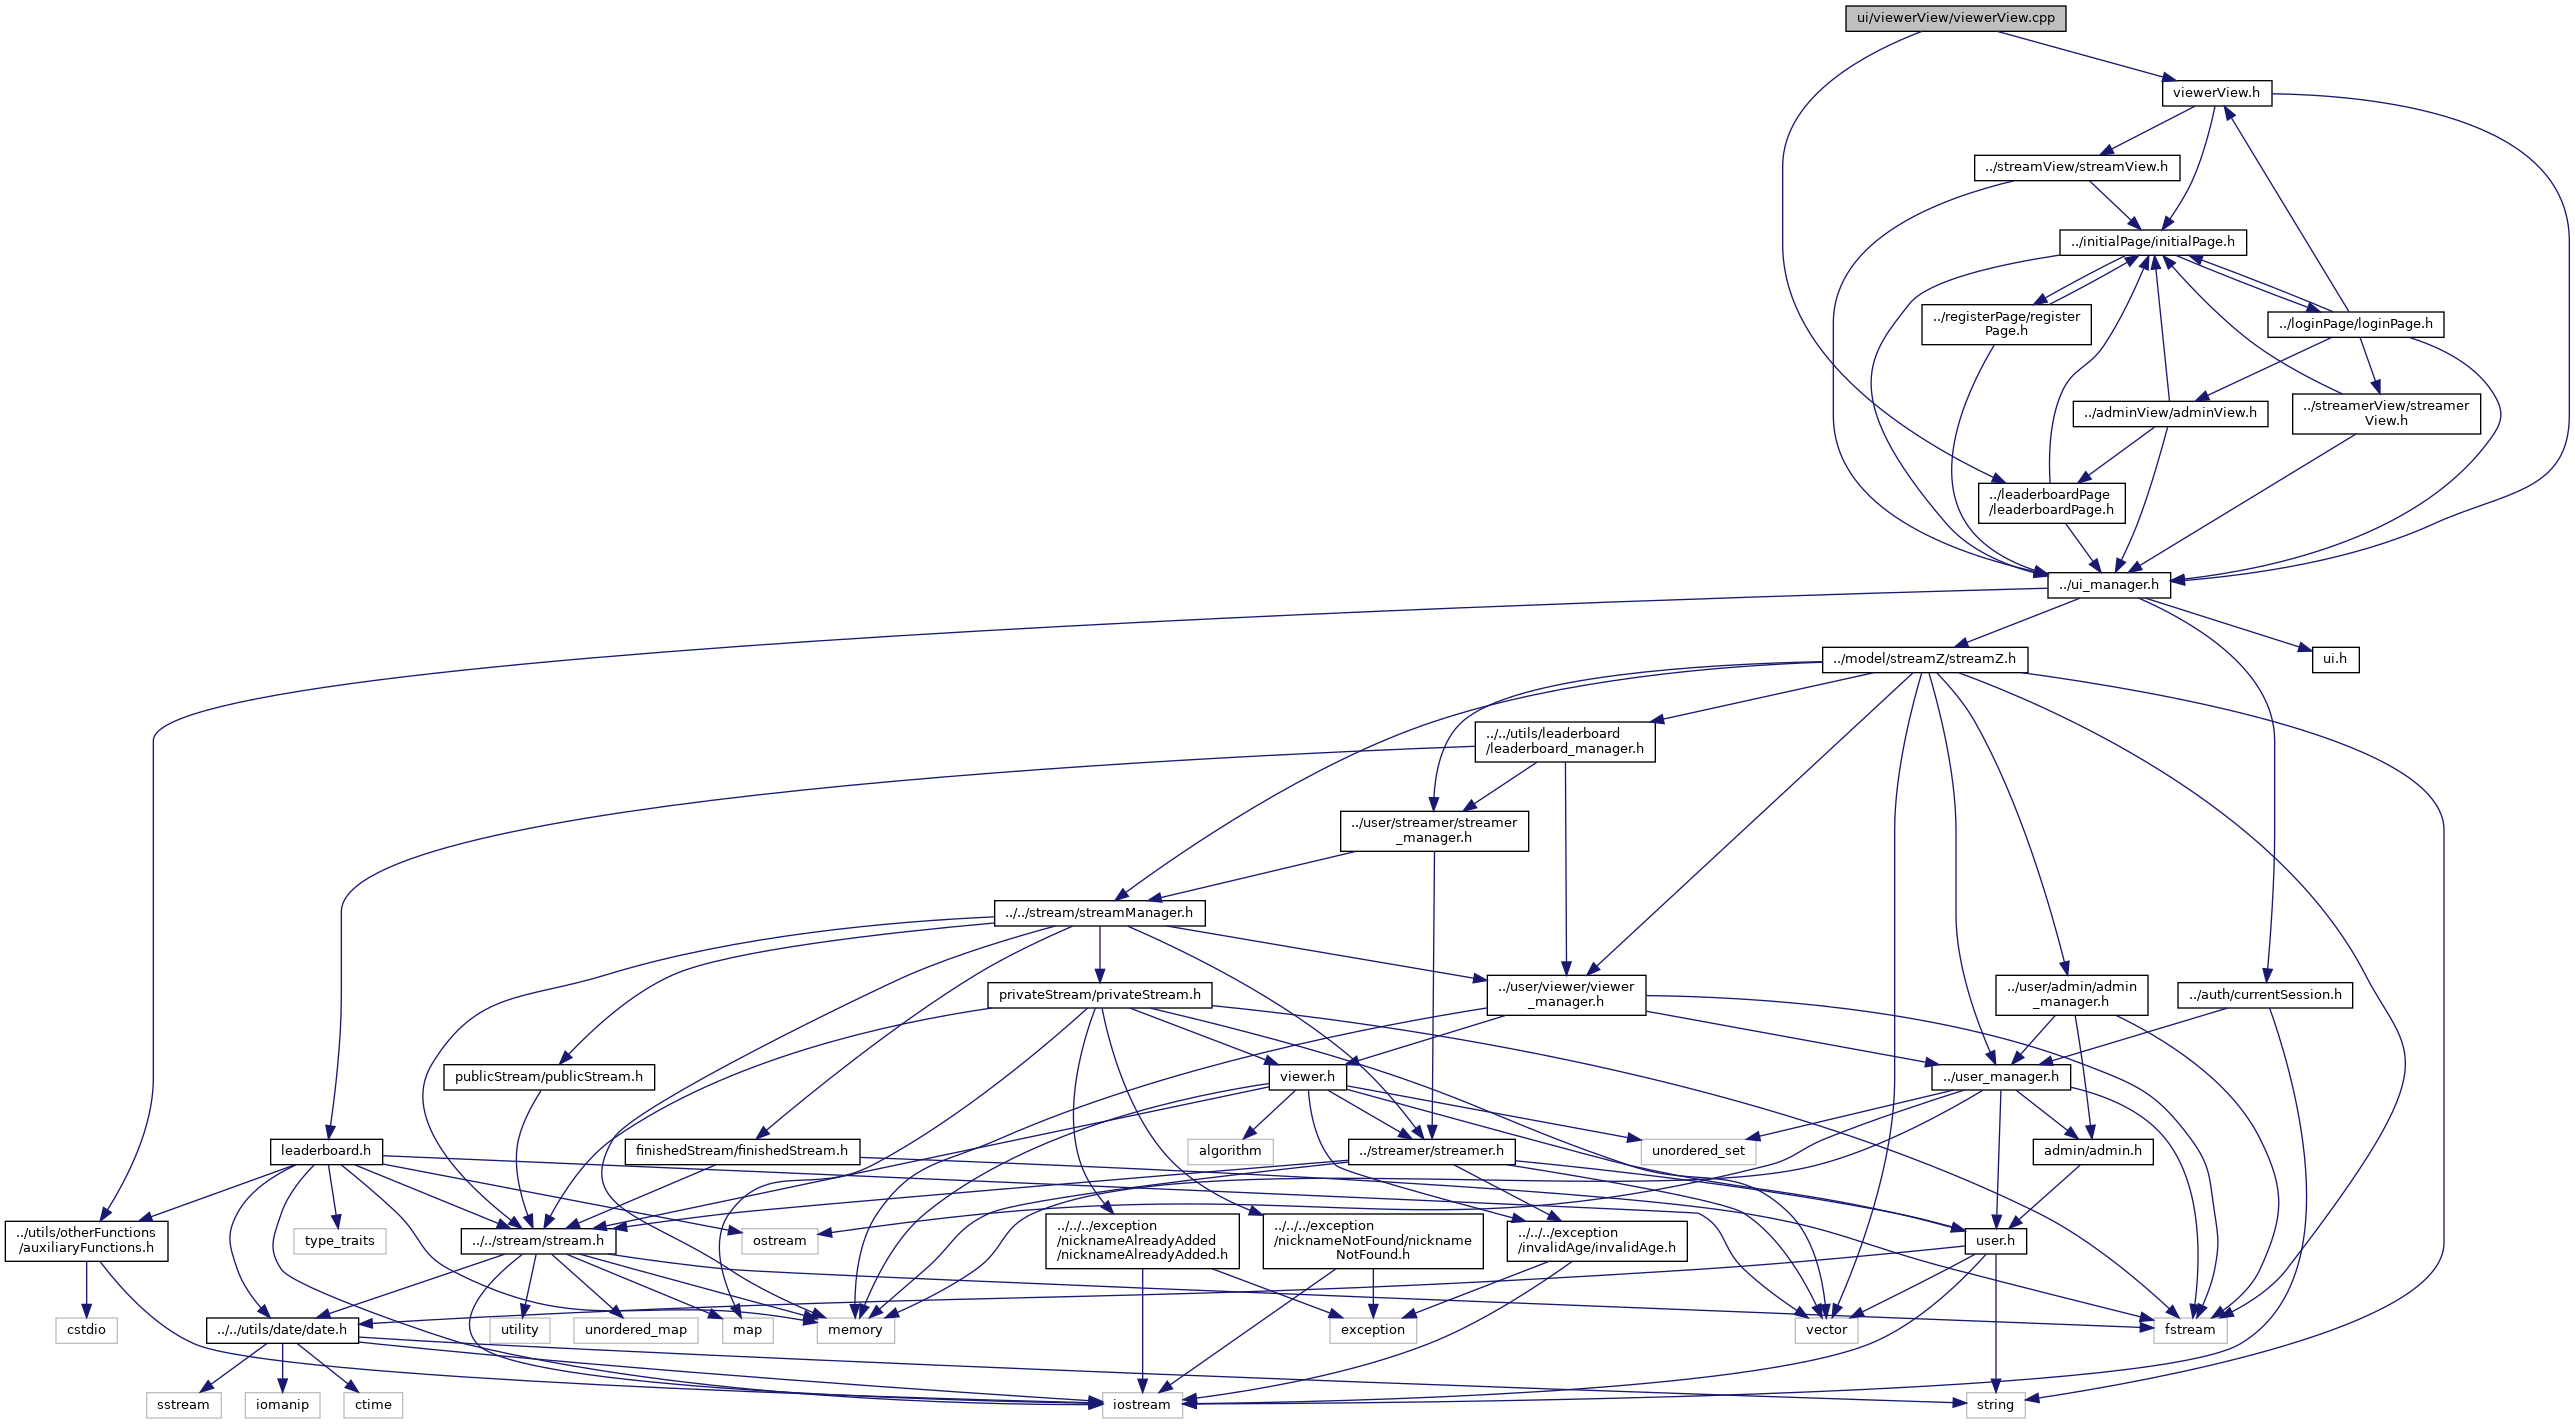 ui/viewerView/viewerView.cpp
viewerView.h
../streamView/streamView.h
../initialPage/initialPage.h
../registerPage/register
Page.h
../loginPage/loginPage.h
../adminView/adminView.h
../streamerView/streamer
View.h
../leaderboardPage
/leaderboardPage.h
../ui_manager.h
../model/streamZ/streamZ.h
ui.h
../../utils/leaderboard
/leaderboard_manager.h
../user/streamer/streamer
_manager.h
../../stream/streamManager.h
privateStream/privateStream.h
../user/viewer/viewer
_manager.h
../user/admin/admin
_manager.h
../auth/currentSession.h
publicStream/publicStream.h
viewer.h
../user_manager.h
leaderboard.h
finishedStream/finishedStream.h
algorithm
../streamer/streamer.h
unordered_set
admin/admin.h
../utils/otherFunctions
/auxiliaryFunctions.h
type_traits
../../stream/stream.h
ostream
../../../exception
/nicknameAlreadyAdded
/nicknameAlreadyAdded.h
../../../exception
/nicknameNotFound/nickname
NotFound.h
../../../exception
/invalidAge/invalidAge.h
user.h
cstdio
../../utils/date/date.h
utility
unordered_map
map
memory
exception
vector
fstream
sstream
iomanip
ctime
iostream
string